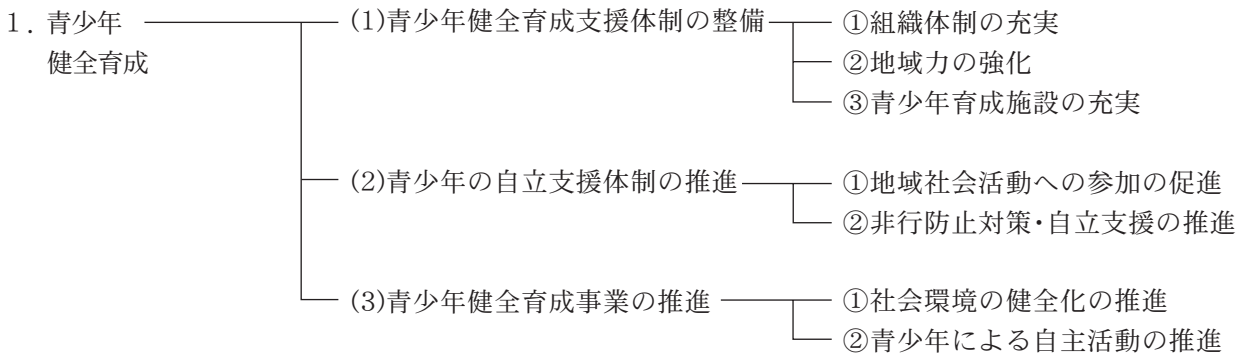 1. 青少年
健全育成
(1)青少年健全育成支援体制の整備
①組織体制の充実
②地域力の強化
③青少年育成施設の充実
(2)青少年の自立支援体制の推進
①地域社会活動への参加の促進
②非行防止対策・自立支援の推進
(3)青少年健全育成事業の推進
①社会環境の健全化の推進
②青少年による自主活動の推進